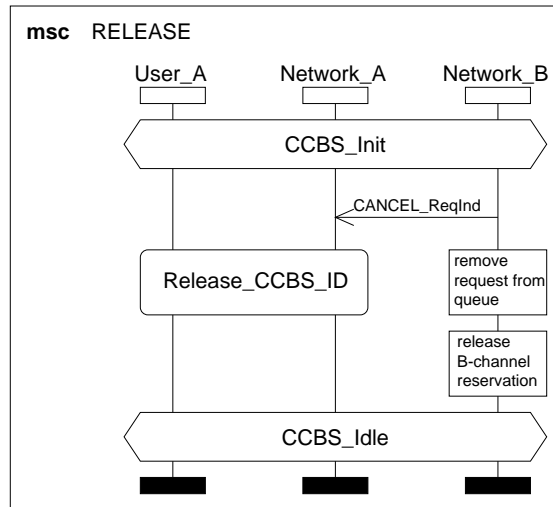 msc RELEASE
User_A Network_A Network_B
CCBS_Init
CANCEL_ReqInd
Release_CCBS_ID
remove
request from
queue
release
B-channel
reservation
CCBS_Idle